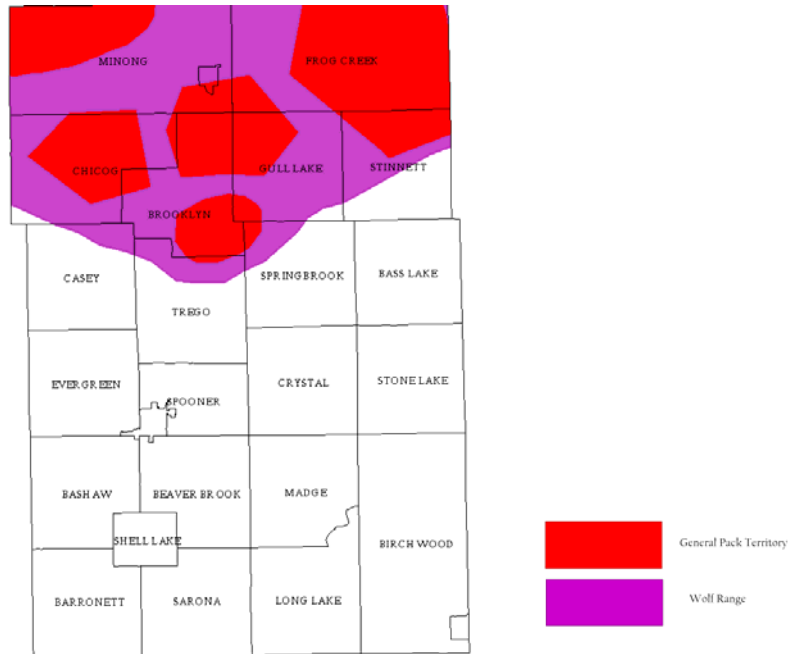 MINONG
FROG CREEK
CHICOG
GULL LAKE
STINNETT
BROOKLYN
CASEY
SPRINGBROOK
BASS LAKE
TREGO
EVERGREEN
SPOONER
CRYSTAL
STONE LAKE
BASHAW
BEAVER BROOK
MADGE
SHELL LAKE
BIRCHWOOD
BARRONETT
SARONA
LONG LAKE
General Pack Territory
Wolf Range